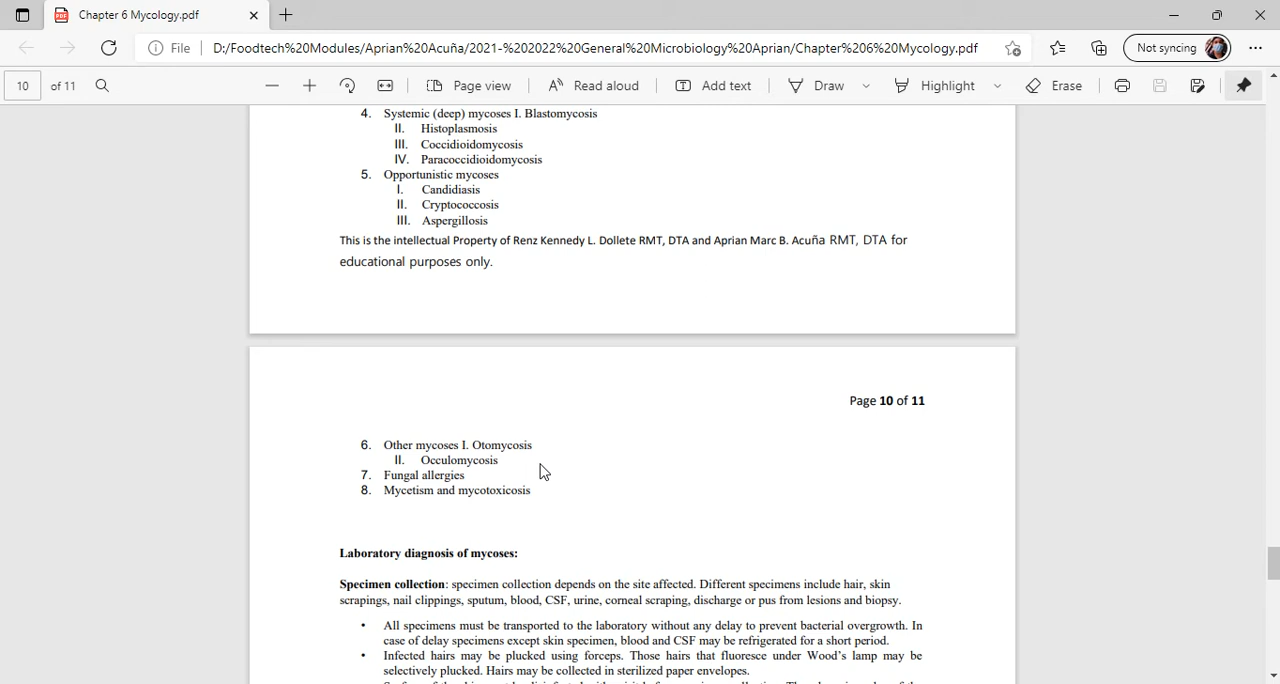 Chapter 6 Mycology.pdf
File D:/Foodtech%20Modules/Aprian%20Acuña/2021-%202022%20General%20Microbiology%20Aprian/Chapter%206%20Mycology.pdf Not syncing
10 of 11 Page view Read aloud Add text Draw Highlight Erase
4. Systemic (deep) mycoses I. Blastomycosis
II. Histoplasmosis
III. Coccidioidomycosis
IV. Paracoccidioidomycosis
5. Opportunistic mycoses
I. Candidiasis
II. Cryptococcosis
III. Aspergillosis
This is the intellectual Property of Renz Kennedy L. Dollete RMT, DTA and Aprian Marc B. Acuña RMT, DTA for
educational purposes only.
Page 10 of 11
6. Other mycoses I. Otomycosis
II. Occulomycosis
7. Fungal allergies
8. Mycetism and mycotoxicosis
Laboratory diagnosis of mycoses:
Specimen collection: specimen collection depends on the site affected. Different specimens include hair, skin
scrapings, nail clippings, sputum, blood, CSF, urine, corneal scraping, discharge or pus from lesions and biopsy.
• All specimens must be transported to the laboratory without any delay to prevent bacterial overgrowth. In
case of delay specimens except skin specimen, blood and CSF may be refrigerated for a short period.
• Infected hairs may be plucked using forceps. Those hairs that fluoresce under Wood's lamp may be
selectively plucked. Hairs may be collected in sterilized paper envelopes.